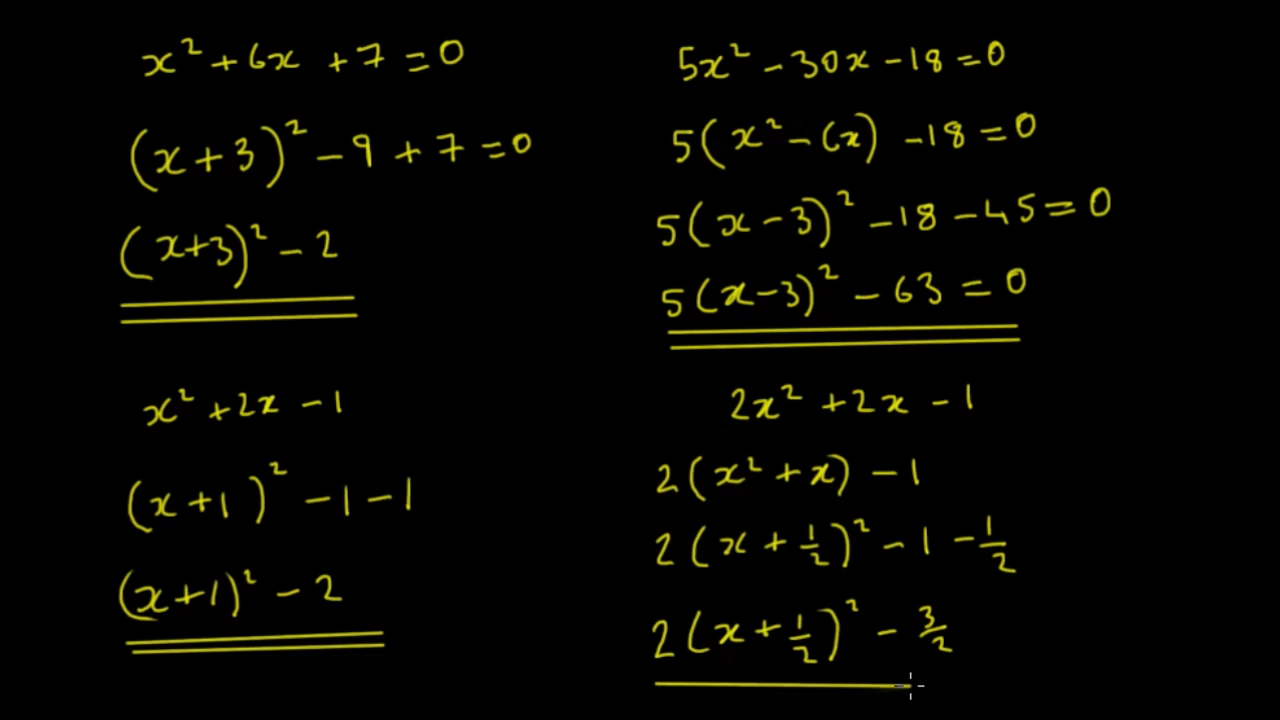 x² + 6x + 7 = 0
(x + 3)² - 9 + 7 = 0
(x+3)² - 2
5x² - 30x - 18 = 0
5(x² - 6x) - 18 = 0
5(x - 3)² - 18 - 45 = 0
5(x-3)² - 63 = 0
x² + 2x - 1
(x + 1)² - 1 - 1
(x + 1)² - 2
2x² + 2x - 1
2(x² + x) - 1
2(x + 1/2)² - 1 - 1/2
2(x + 1/2)² - 3/2